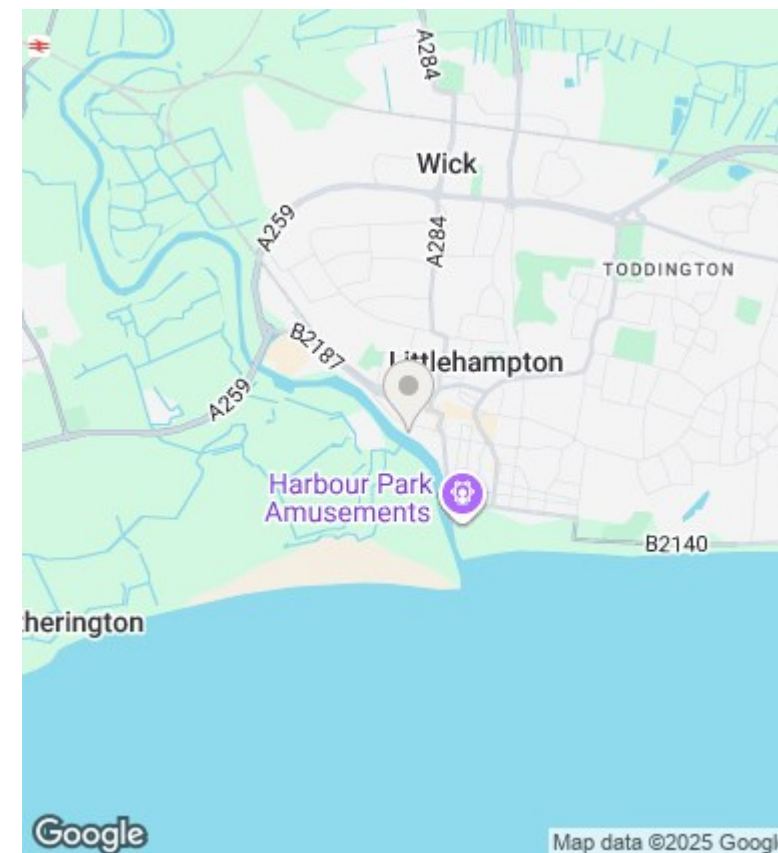 A284
Wick
A259
A284
TODDINGTON
B2187
Littlehampton
A259
Harbour Park
Amusements
B2140
therington
Google
Map data ©2025 Googl